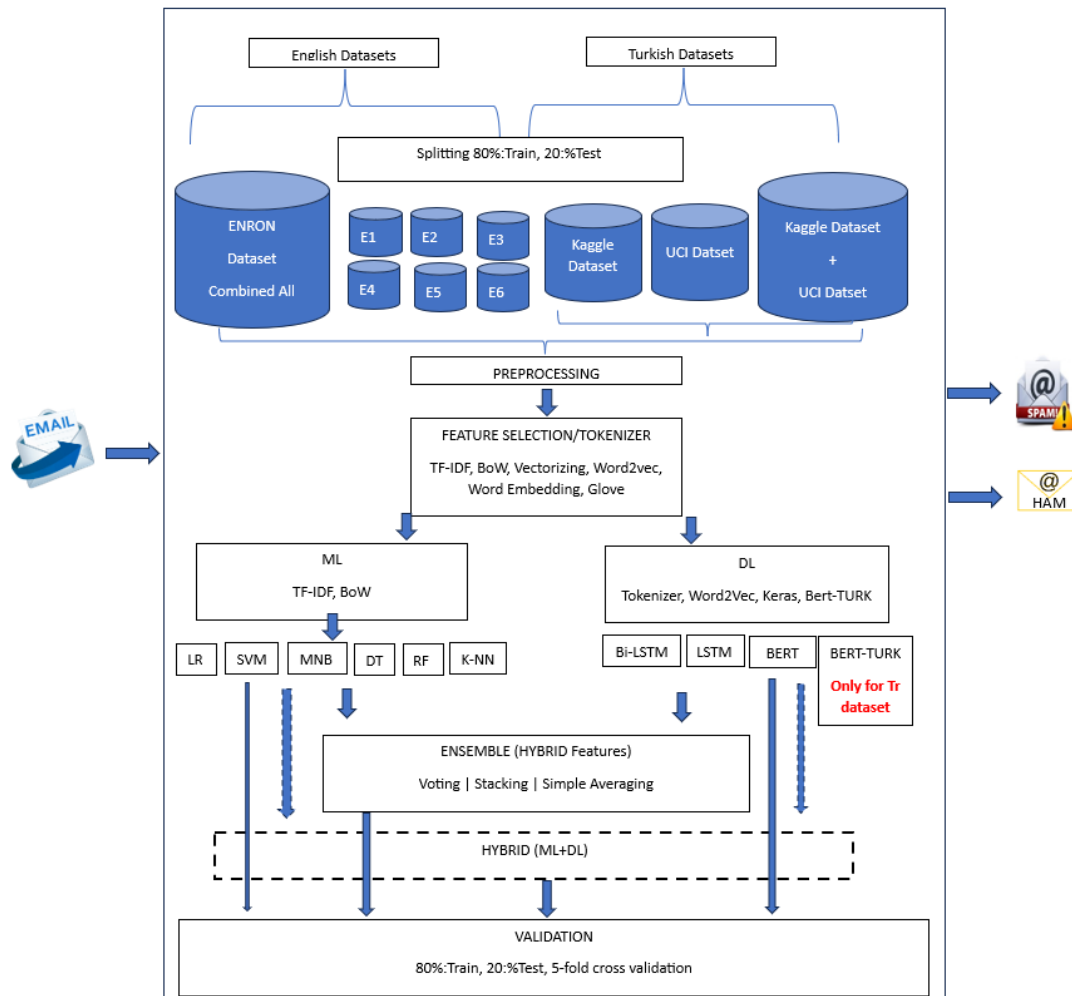 English Datasets
Turkish Datasets
Splitting 80%:Train, 20:%Test
ENRON
Dataset
Combined All
E1
E2
E3
E4
E5
E6
Kaggle
Dataset
UCI Datset
Kaggle Dataset
+
UCI Datset
PREPROCESSING
FEATURE SELECTION/TOKENIZER
TF-IDF, BoW, Vectorizing, Word2vec,
Word Embedding, Glove
EMAIL
@
SPAM!
@
HAM
ML
TF-IDF, BoW
DL
Tokenizer, Word2Vec, Keras, Bert-TURK
LR
SVM
MNB
DT
RF
K-NN
Bi-LSTM
LSTM
BERT
BERT-TURK
Only for Tr
dataset
ENSEMBLE (HYBRID Features)
Voting | Stacking | Simple Averaging
HYBRID (ML+DL)
VALIDATION
80%:Train, 20:%Test, 5-fold cross validation